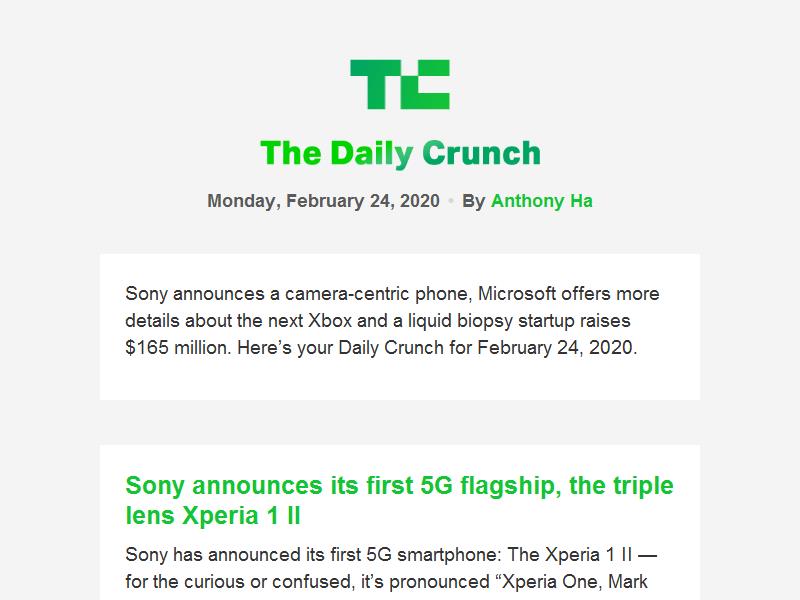 TC
The Daily Crunch
Monday, February 24, 2020 • By Anthony Ha
Sony announces a camera-centric phone, Microsoft offers more
details about the next Xbox and a liquid biopsy startup raises
$165 million. Here’s your Daily Crunch for February 24, 2020.
Sony announces its first 5G flagship, the triple
lens Xperia 1 II
Sony has announced its first 5G smartphone: The Xperia 1 II —
for the curious or confused, it’s pronounced “Xperia One, Mark